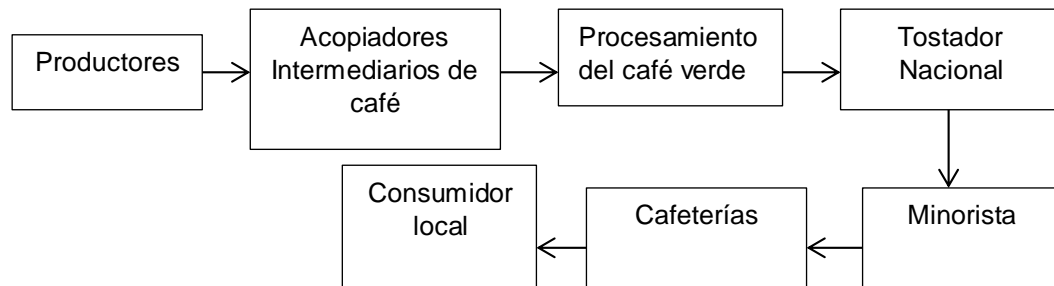 Productores
Acopiadores
Intermediarios de
café
Procesamiento
del café verde
Tostador
Nacional
Minorista
Cafeterías
Consumidor
local